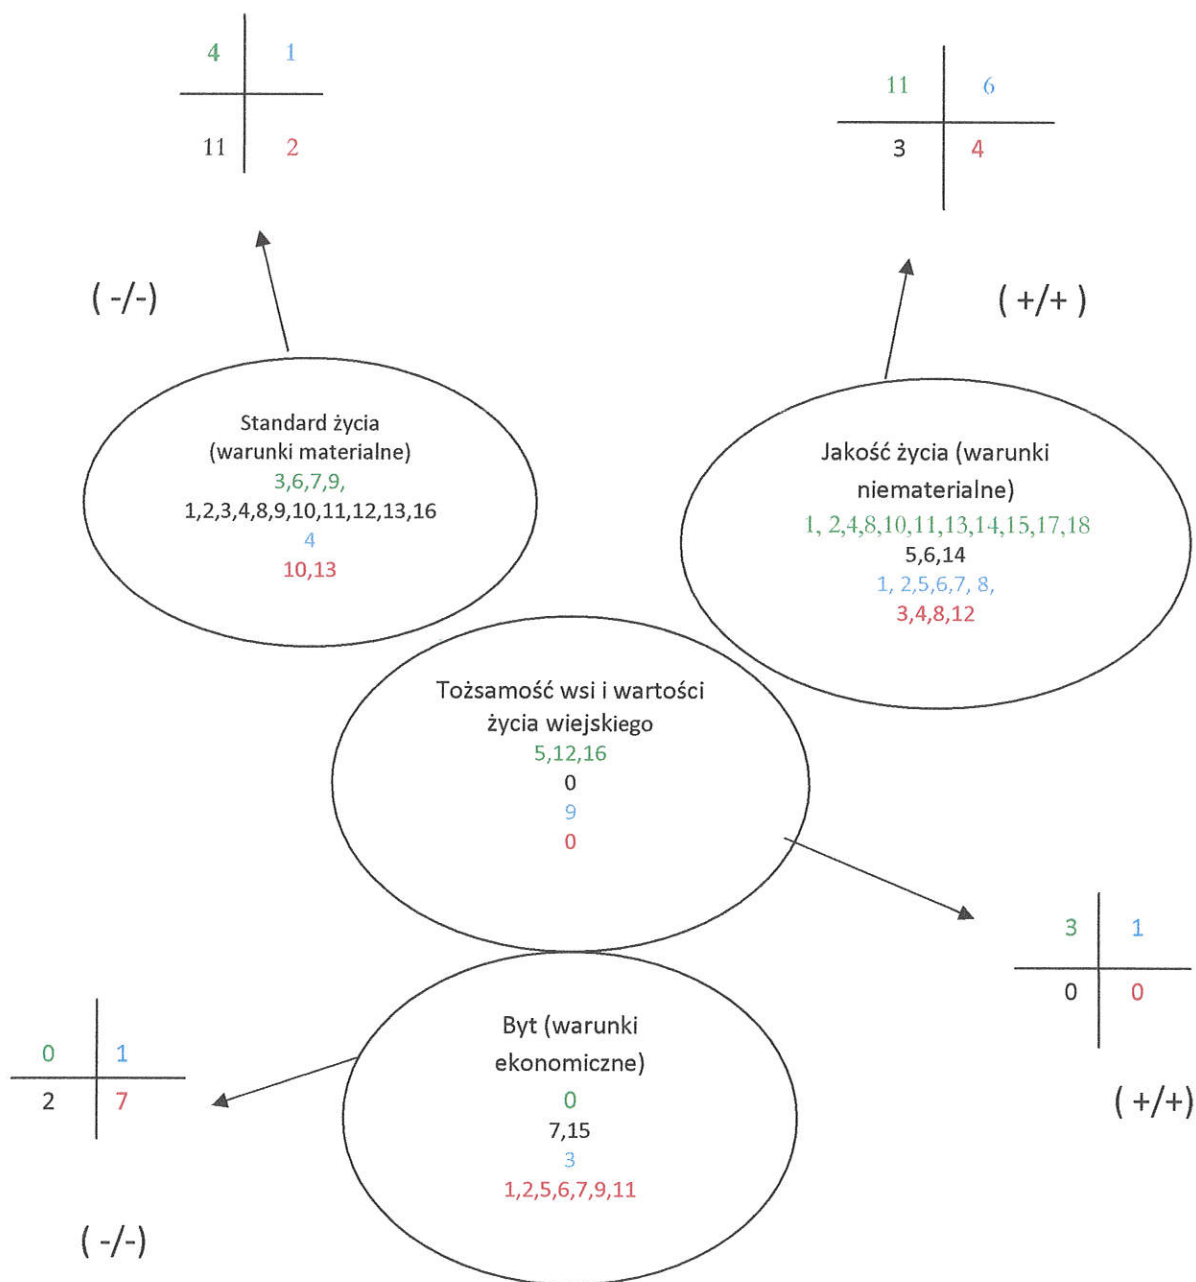 4 1
11 2
( -/-)
11 6
3 4
( +/+ )
Standard życia
(warunki materialne)
3,6,7,9,
1,2,3,4,8,9,10,11,12,13,16
4
10,13
Jakość życia (warunki
niematerialne)
1, 2,4,8,10,11,13,14,15,17,18
5,6,14
1, 2,5,6,7, 8,
3,4,8,12
Tożsamość wsi i wartości
życia wiejskiego
5,12,16
0
9
0
3 1
0 0
( +/+)
0 1
2 7
( -/-)
Byt (warunki
ekonomiczne)
0
7,15
3
1,2,5,6,7,9,11